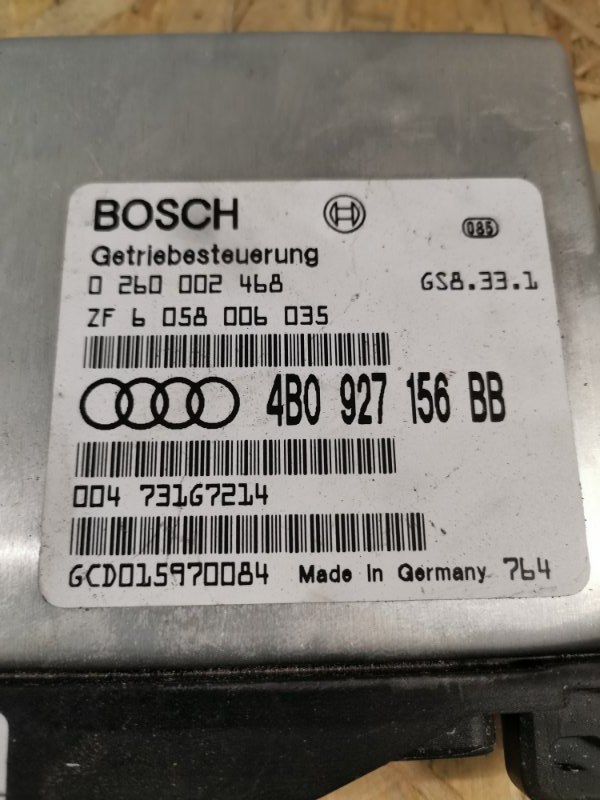 BOSCH 085
Getriebesteuerung
0 260 002 468 GS8.33.1
ZF 6 058 006 035
4B0 927 156 BB
004 73167214
GCD015970084 Made in Germany 764